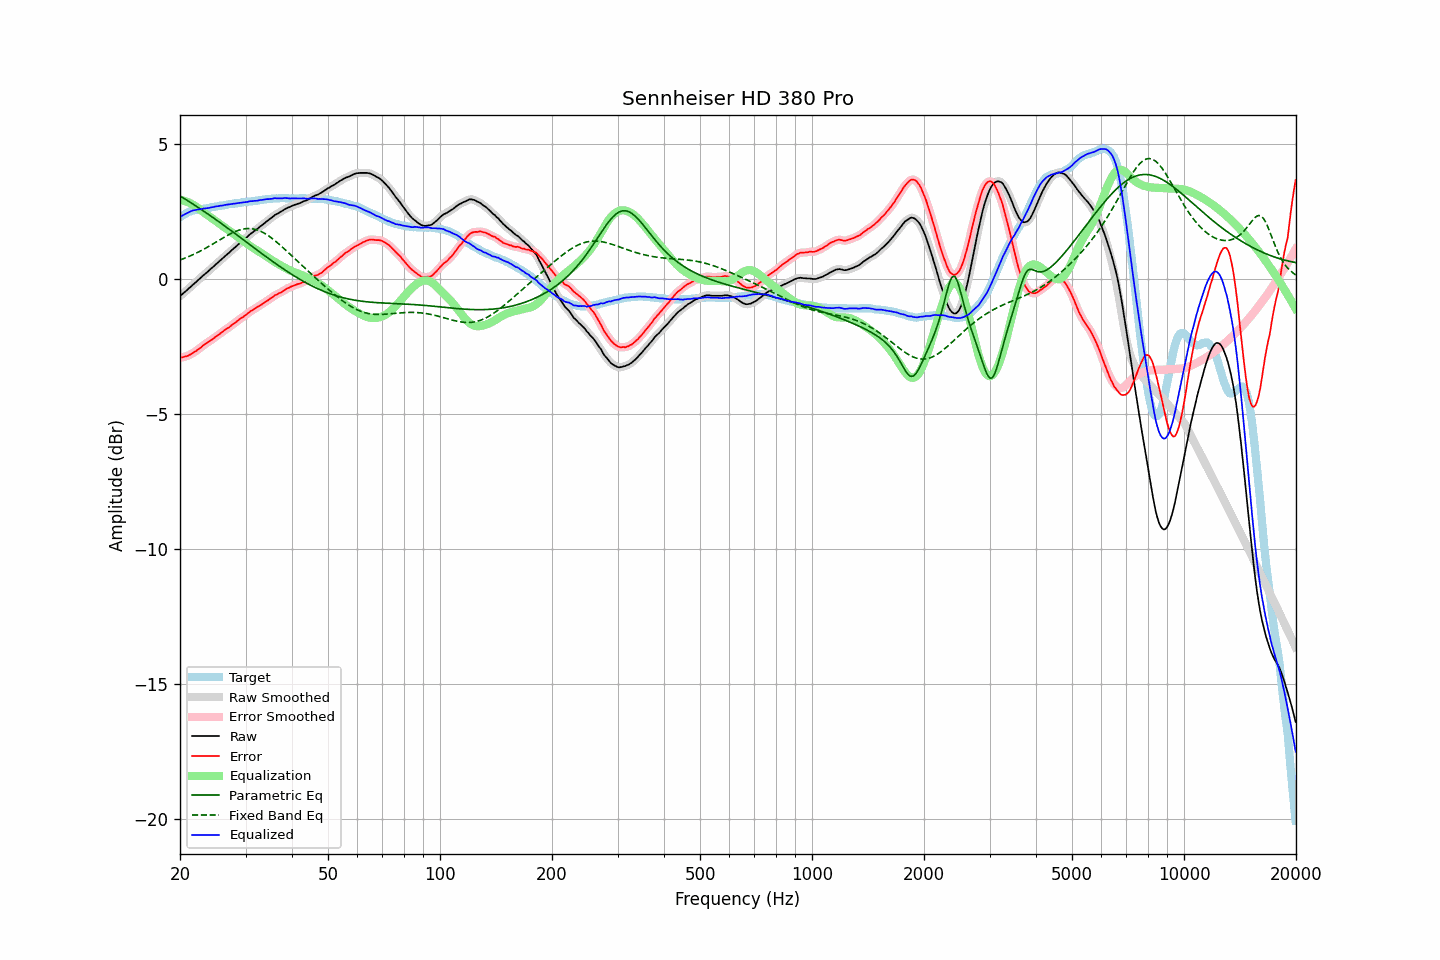 Sennheiser HD 380 Pro
Amplitude (dBr)
5
0
−5
−10
−15
−20
Target
Raw Smoothed
Error Smoothed
Raw
Error
Equalization
Parametric Eq
Fixed Band Eq
Equalized
20
50
100
200
500
1000
2000
5000
10000
20000
Frequency (Hz)